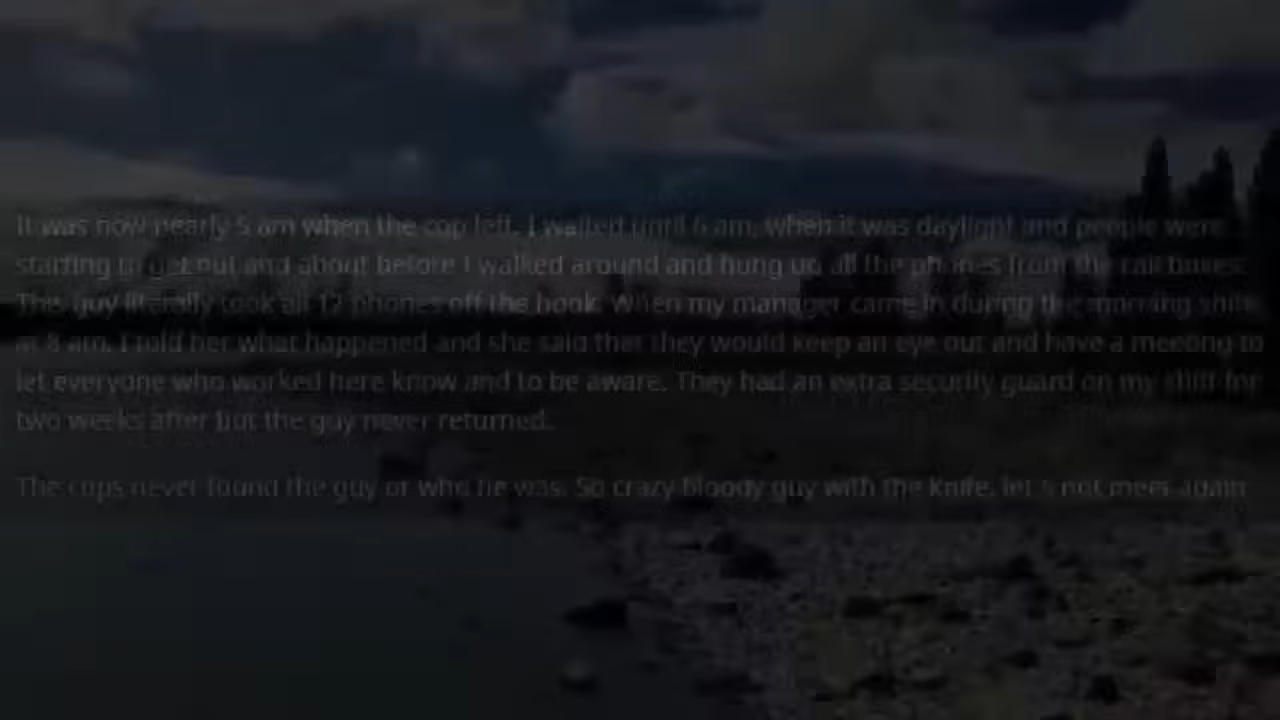 It was now nearly 5 am when the cop left. I waited until 6 am, when it was daylight and people were
starting to get out and about before I walked around and hung up all the phones from the call boxes.
The guy literally took all 12 phones off the hook. When my manager came in during the morning shift
at 8 am, I told her what happened and she said that they would keep an eye out and have a meeting to
let everyone who worked here know and to be aware. They had an extra security guard on my shift for
two weeks after but the guy never returned.
The cops never found the guy or who he was. So crazy bloody guy with the knife, let's not meet again